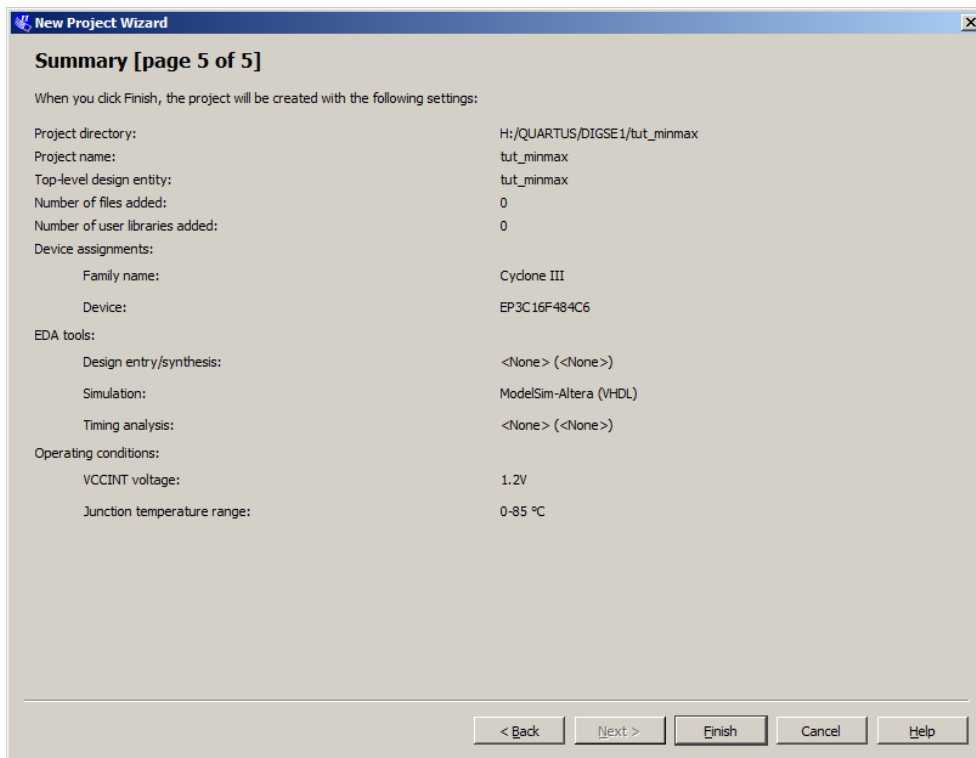 New Project Wizard
Summary [page 5 of 5]
When you click Finish, the project will be created with the following settings:
Project directory: H:/QUARTUS/DIGSE1/tut_minmax
Project name: tut_minmax
Top-level design entity: tut_minmax
Number of files added: 0
Number of user libraries added: 0
Device assignments:
Family name: Cyclone III
Device: EP3C16F484C6
EDA tools:
Design entry/synthesis: <None> (<None>)
Simulation: ModelSim-Altera (VHDL)
Timing analysis: <None> (<None>)
Operating conditions:
VCCINT voltage: 1.2V
Junction temperature range: 0-85 °C
< Back Next > Finish Cancel Help